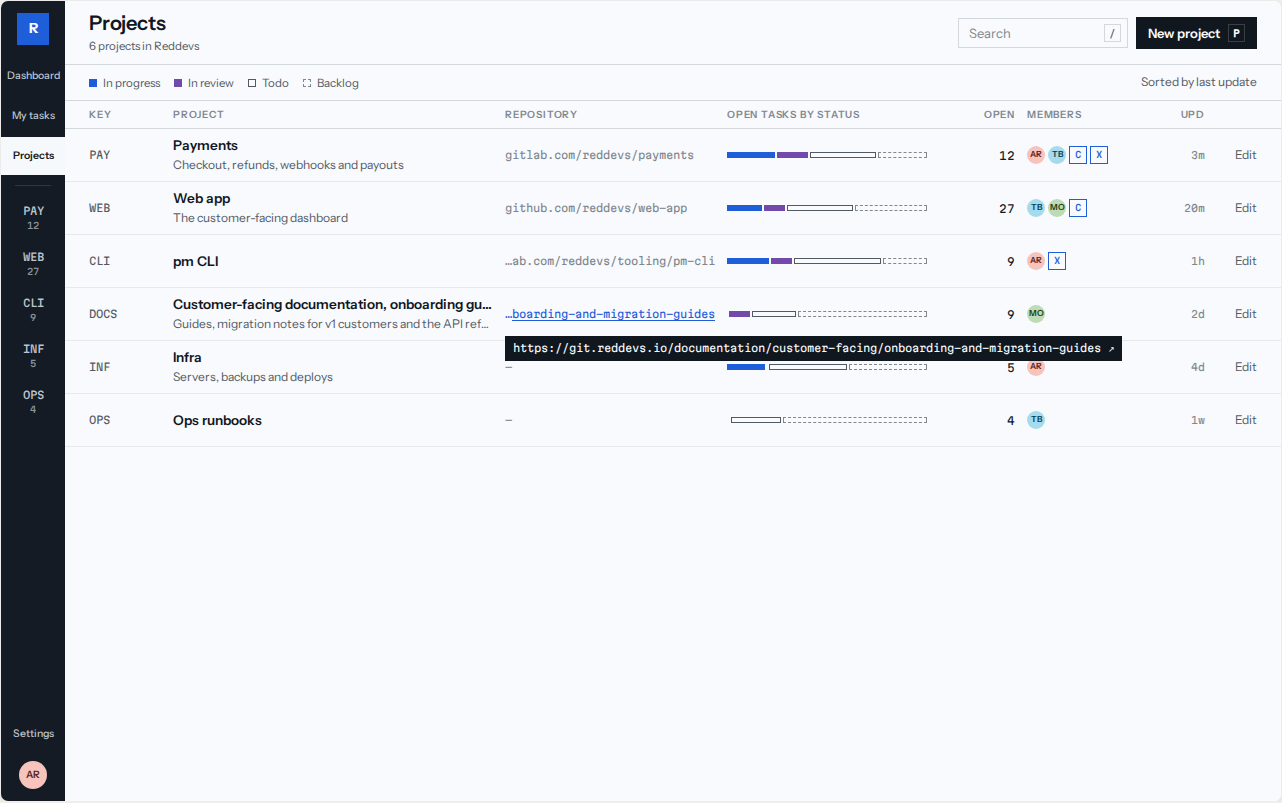 R
Dashboard
My tasks
Projects
PAY
12
WEB
27
CLI
9
INF
5
OPS
4
Settings
AR
Projects
6 projects in Reddevs
Search /
New project P
In progress In review Todo Backlog
Sorted by last update
KEY PROJECT REPOSITORY OPEN TASKS BY STATUS OPEN MEMBERS UPD
PAY Payments gitlab.com/reddevs/payments 12 AR TB C X 3m Edit
Checkout, refunds, webhooks and payouts
WEB Web app github.com/reddevs/web-app 27 TB MO C 20m Edit
The customer-facing dashboard
CLI pm CLI …ab.com/reddevs/tooling/pm-cli 9 AR X 1h Edit
DOCS Customer-facing documentation, onboarding gu… …boarding-and-migration-guides 9 MO 2d Edit
Guides, migration notes for v1 customers and the API ref…
https://git.reddevs.io/documentation/customer-facing/onboarding-and-migration-guides ↗
INF Infra – 5 AR 4d Edit
Servers, backups and deploys
OPS Ops runbooks – 4 TB 1w Edit